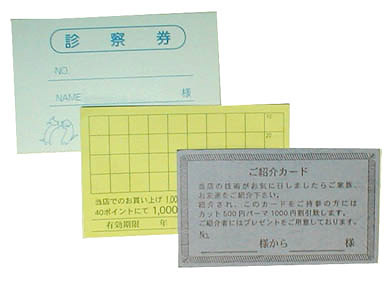 診察券
NO.
NAME 様
10
20
当店でのお買い上げ 1,00
40ポイントにて 1,000
有効期限 年
ご紹介カード
当店の技術がお気に召しましたらご家族、
お友達をご紹介下さい。
紹介され、このカードをご持参の方には
カット500円パーマ1000円割引致します。
ご紹介者にはプレゼントをご用意しております。
No.
様から 様